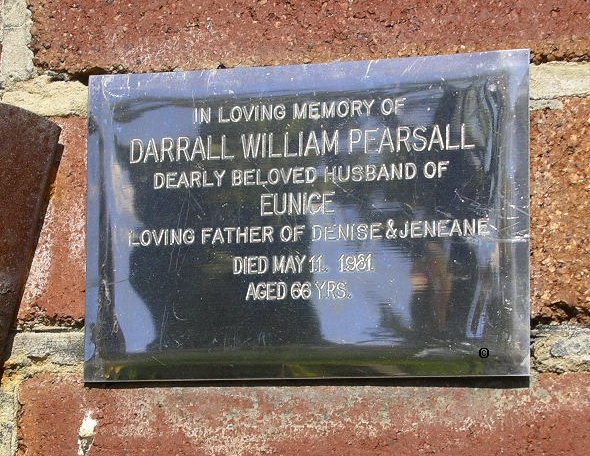 IN LOVING MEMORY OF
DARRALL WILLIAM PEARSALL
DEARLY BELOVED HUSBAND OF
EUNICE
LOVING FATHER OF DENISE & JENEANE
DIED MAY 11. 1981
AGED 66 YRS.
©